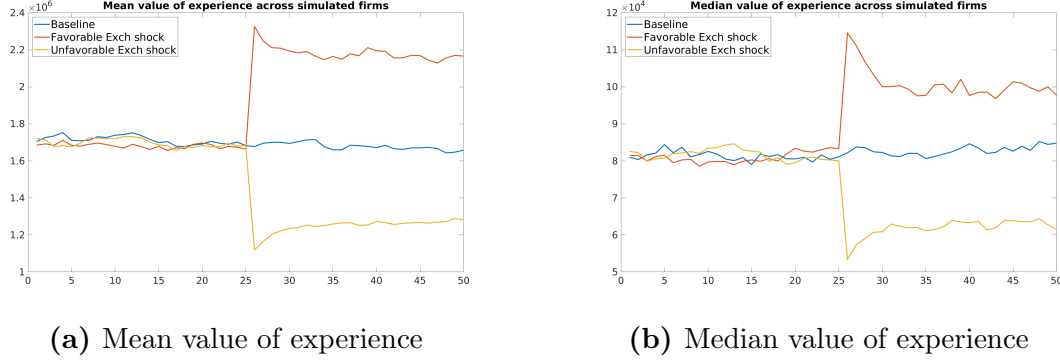 Mean value of experience across simulated firms
×10⁶
Baseline
Favorable Exch shock
Unfavorable Exch shock
2.4
2.2
2
1.8
1.6
1.4
1.2
1
0 5 10 15 20 25 30 35 40 45 50
(a) Mean value of experience
Median value of experience across simulated firms
×10⁴
Baseline
Favorable Exch shock
Unfavorable Exch shock
12
11
10
9
8
7
6
5
0 5 10 15 20 25 30 35 40 45 50
(b) Median value of experience